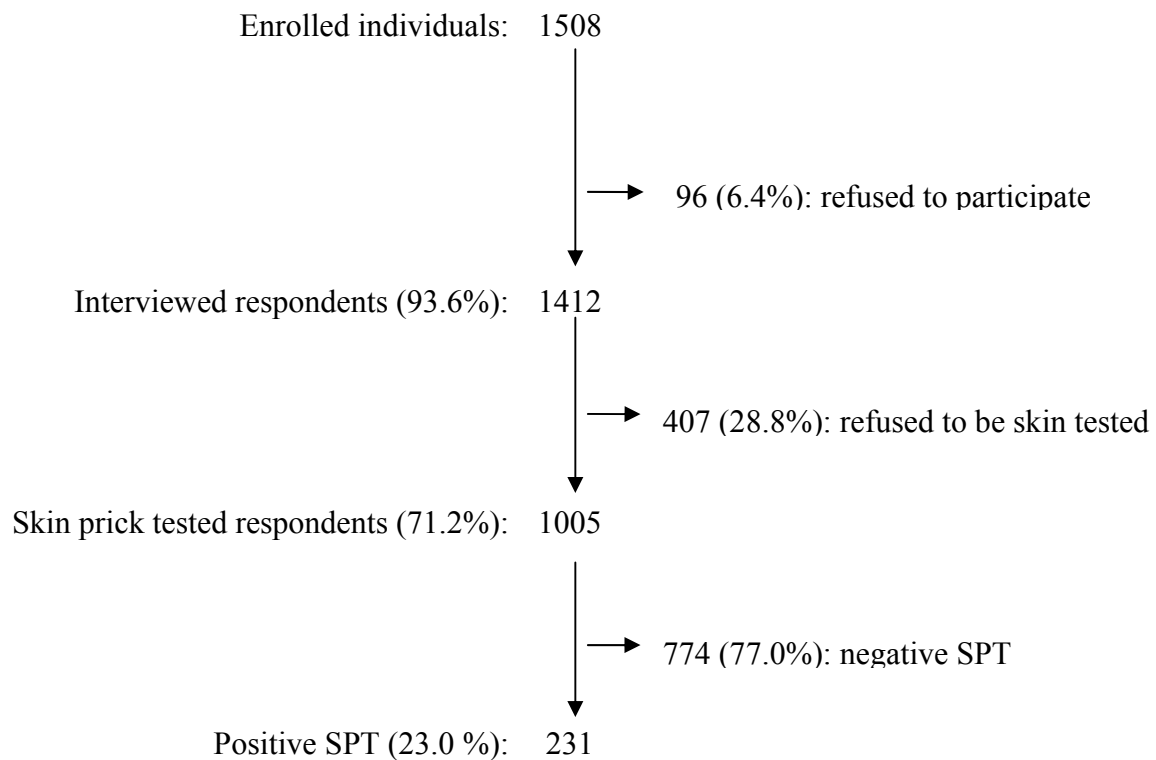 Enrolled individuals: 1508
96 (6.4%): refused to participate
Interviewed respondents (93.6%): 1412
407 (28.8%): refused to be skin tested
Skin prick tested respondents (71.2%): 1005
774 (77.0%): negative SPT
Positive SPT (23.0 %): 231